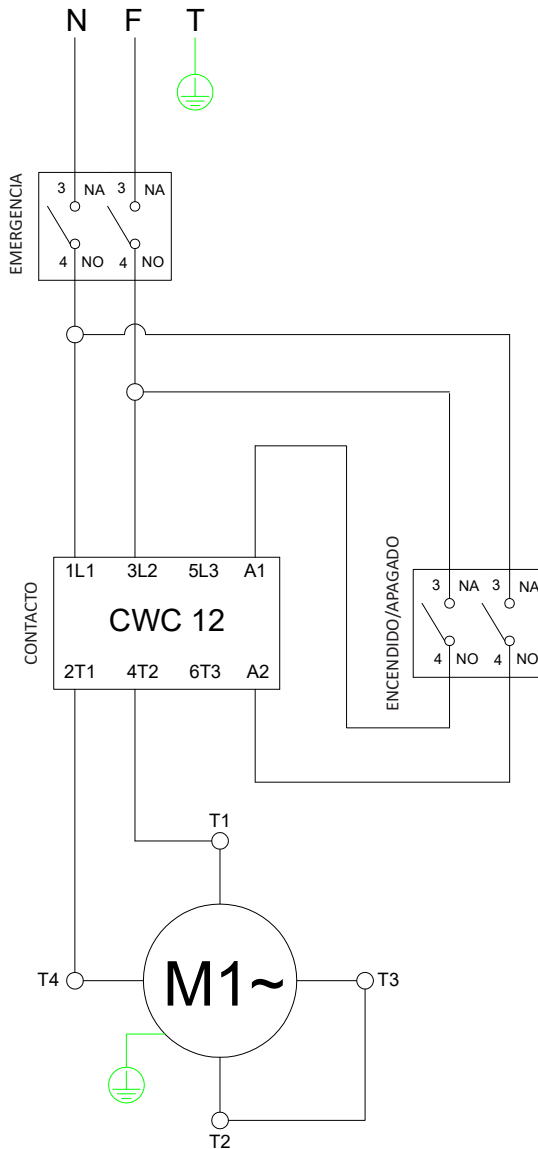 N F T
EMERGENCIA
3 NA 3 NA
4 NO 4 NO
CONTACTO
1L1 3L2 5L3 A1
CWC 12
2T1 4T2 6T3 A2
ENCENDIDO/APAGADO
3 NA 3 NA
4 NO 4 NO
T1
T4
M1~
T3
T2